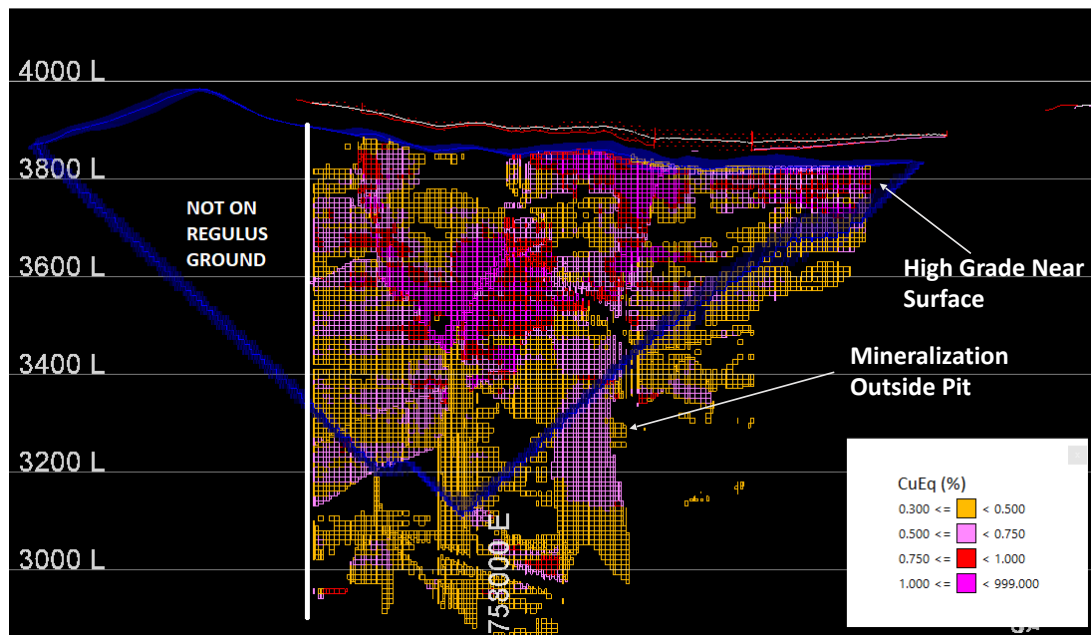 4000 L
3800 L
NOT ON
REGULUS
GROUND
3600 L
High Grade Near
Surface
3400 L
Mineralization
Outside Pit
3200 L
3000 L
758000 E
CuEq (%)
0.300 <= < 0.500
0.500 <= < 0.750
0.750 <= < 1.000
1.000 <= < 999.000